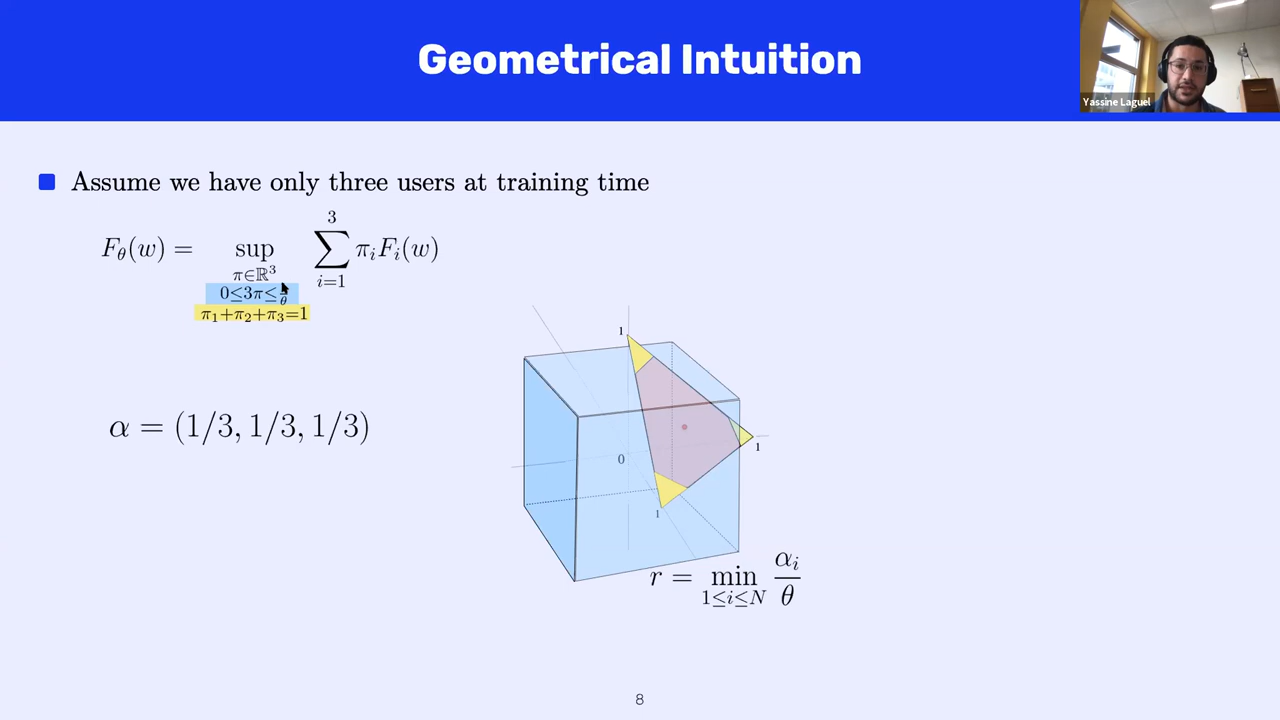 Geometrical Intuition
Yassine Laguel
Assume we have only three users at training time
F_θ(w) = sup_{π∈ℝ³, 0≤3π≤1/θ, π₁+π₂+π₃=1} ∑_{i=1}^{3} π_i F_i(w)
α = (1/3, 1/3, 1/3)
1
1
0
1
r = min_{1≤i≤N} α_i/θ
8